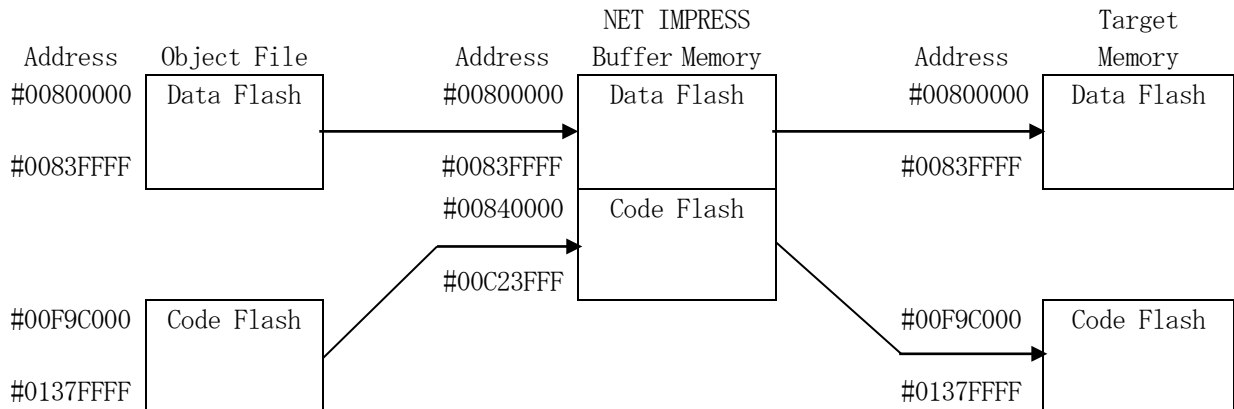 NET IMPRESS Target
Address Object File Address Buffer Memory Address Memory
#00800000 Data Flash #00800000 Data Flash #00800000 Data Flash
#0083FFFF #0083FFFF #0083FFFF
#00840000 Code Flash
#00C23FFF
#00F9C000 Code Flash #00F9C000 Code Flash
#0137FFFF #0137FFFF